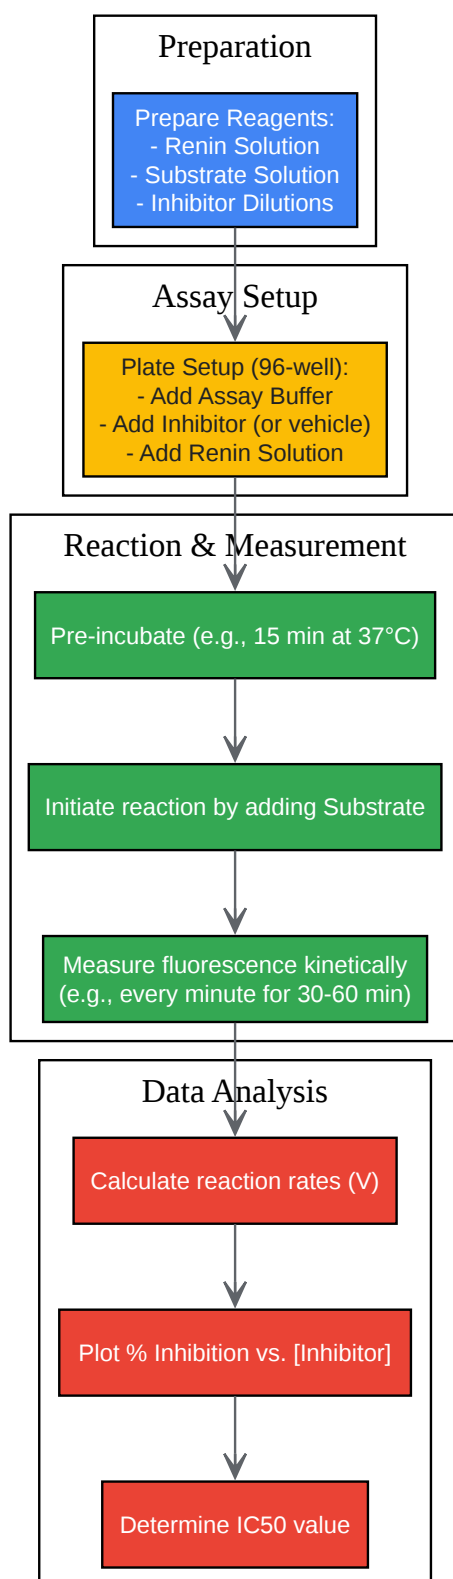 Preparation
Prepare Reagents:
- Renin Solution
- Substrate Solution
- Inhibitor Dilutions
Assay Setup
Plate Setup (96-well):
- Add Assay Buffer
- Add Inhibitor (or vehicle)
- Add Renin Solution
Reaction & Measurement
Pre-incubate (e.g., 15 min at 37°C)
Initiate reaction by adding Substrate
Measure fluorescence kinetically
(e.g., every minute for 30-60 min)
Data Analysis
Calculate reaction rates (V)
Plot % Inhibition vs. [Inhibitor]
Determine IC50 value